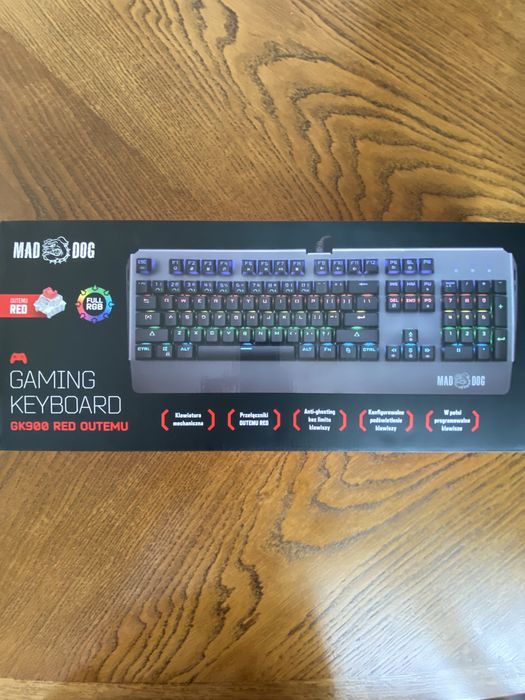 MAD DOG
OUTEMU
RED
FULL
RGB
GAMING
KEYBOARD
GK900 RED OUTEMU
MAD DOG
Klawiatura
mechaniczna
Przełączniki
OUTEMU RED
Anti-ghosting
bez limitu
klawiszy
Konfigurowalne
podświetlenie
klawiszy
W pełni
programowalne
klawisze